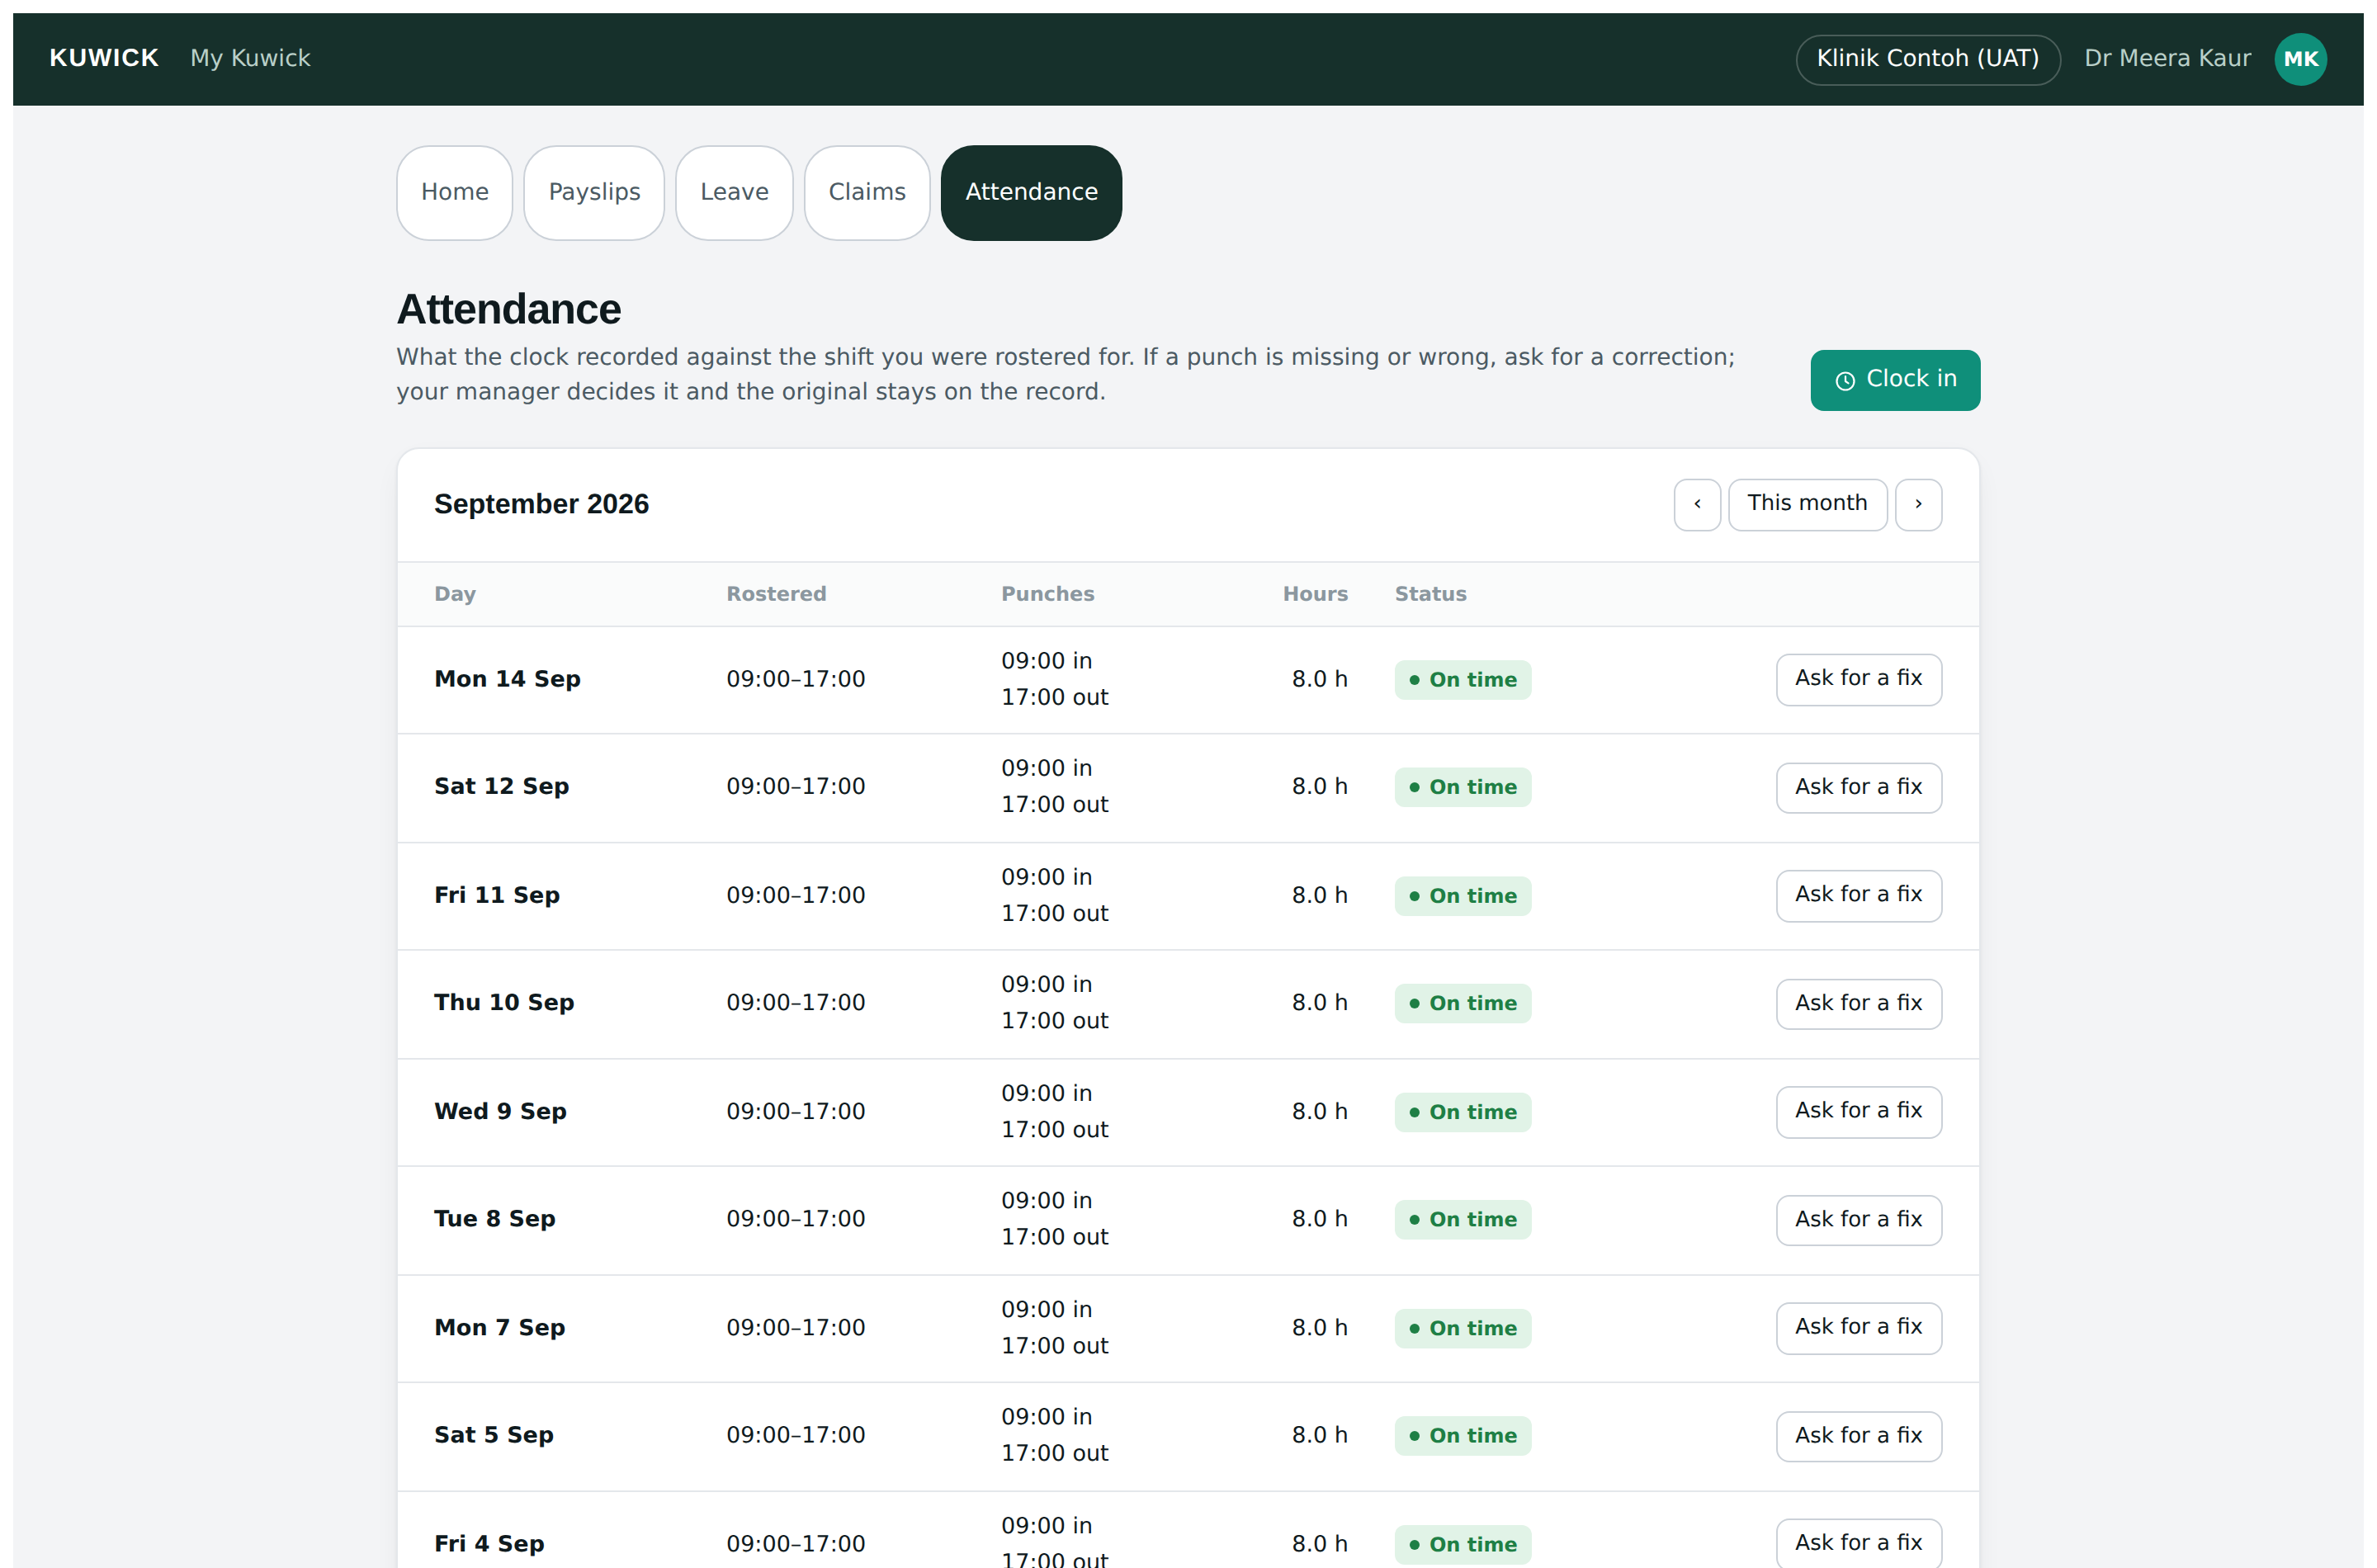 KUWICK My Kuwick Klinik Contoh (UAT) Dr Meera Kaur MK
Home Payslips Leave Claims Attendance
Attendance
What the clock recorded against the shift you were rostered for. If a punch is missing or wrong, ask for a correction;
your manager decides it and the original stays on the record.
Clock in
September 2026 ‹ This month ›
Day Rostered Punches Hours Status
Mon 14 Sep 09:00–17:00 09:00 in 8.0 h On time Ask for a fix
17:00 out
Sat 12 Sep 09:00–17:00 09:00 in 8.0 h On time Ask for a fix
17:00 out
Fri 11 Sep 09:00–17:00 09:00 in 8.0 h On time Ask for a fix
17:00 out
Thu 10 Sep 09:00–17:00 09:00 in 8.0 h On time Ask for a fix
17:00 out
Wed 9 Sep 09:00–17:00 09:00 in 8.0 h On time Ask for a fix
17:00 out
Tue 8 Sep 09:00–17:00 09:00 in 8.0 h On time Ask for a fix
17:00 out
Mon 7 Sep 09:00–17:00 09:00 in 8.0 h On time Ask for a fix
17:00 out
Sat 5 Sep 09:00–17:00 09:00 in 8.0 h On time Ask for a fix
17:00 out
Fri 4 Sep 09:00–17:00 09:00 in 8.0 h On time Ask for a fix
17:00 out